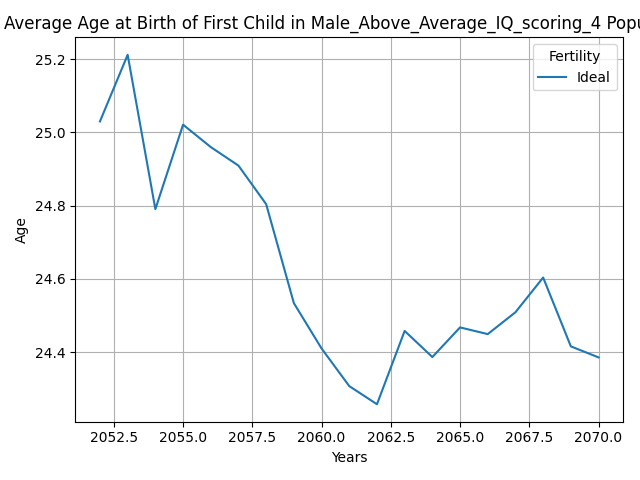 Average Age at Birth of First Child in Male_Above_Average_IQ_scoring_4
Fertility
Ideal
25.2
25.0
24.8
24.6
24.4
Age
2052.5 2055.0 2057.5 2060.0 2062.5 2065.0 2067.5 2070.0
Years